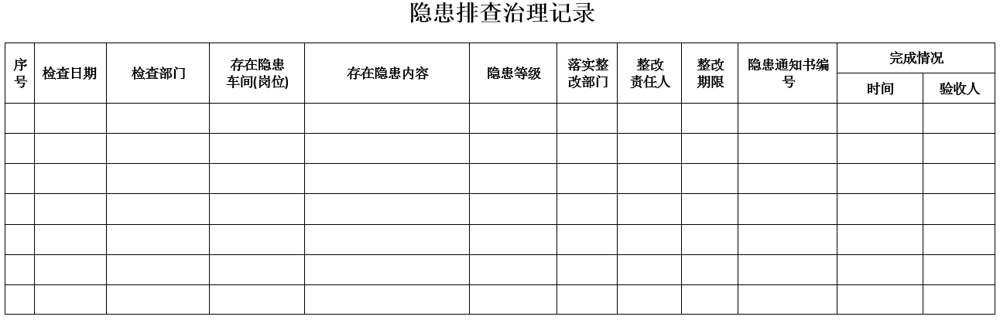 隐患排查治理记录
序号
检查日期
检查部门
存在隐患
车间(岗位)
存在隐患内容
隐患等级
落实整
改部门
整改
责任人
整改
期限
隐患通知书编
号
完成情况
时间
验收人